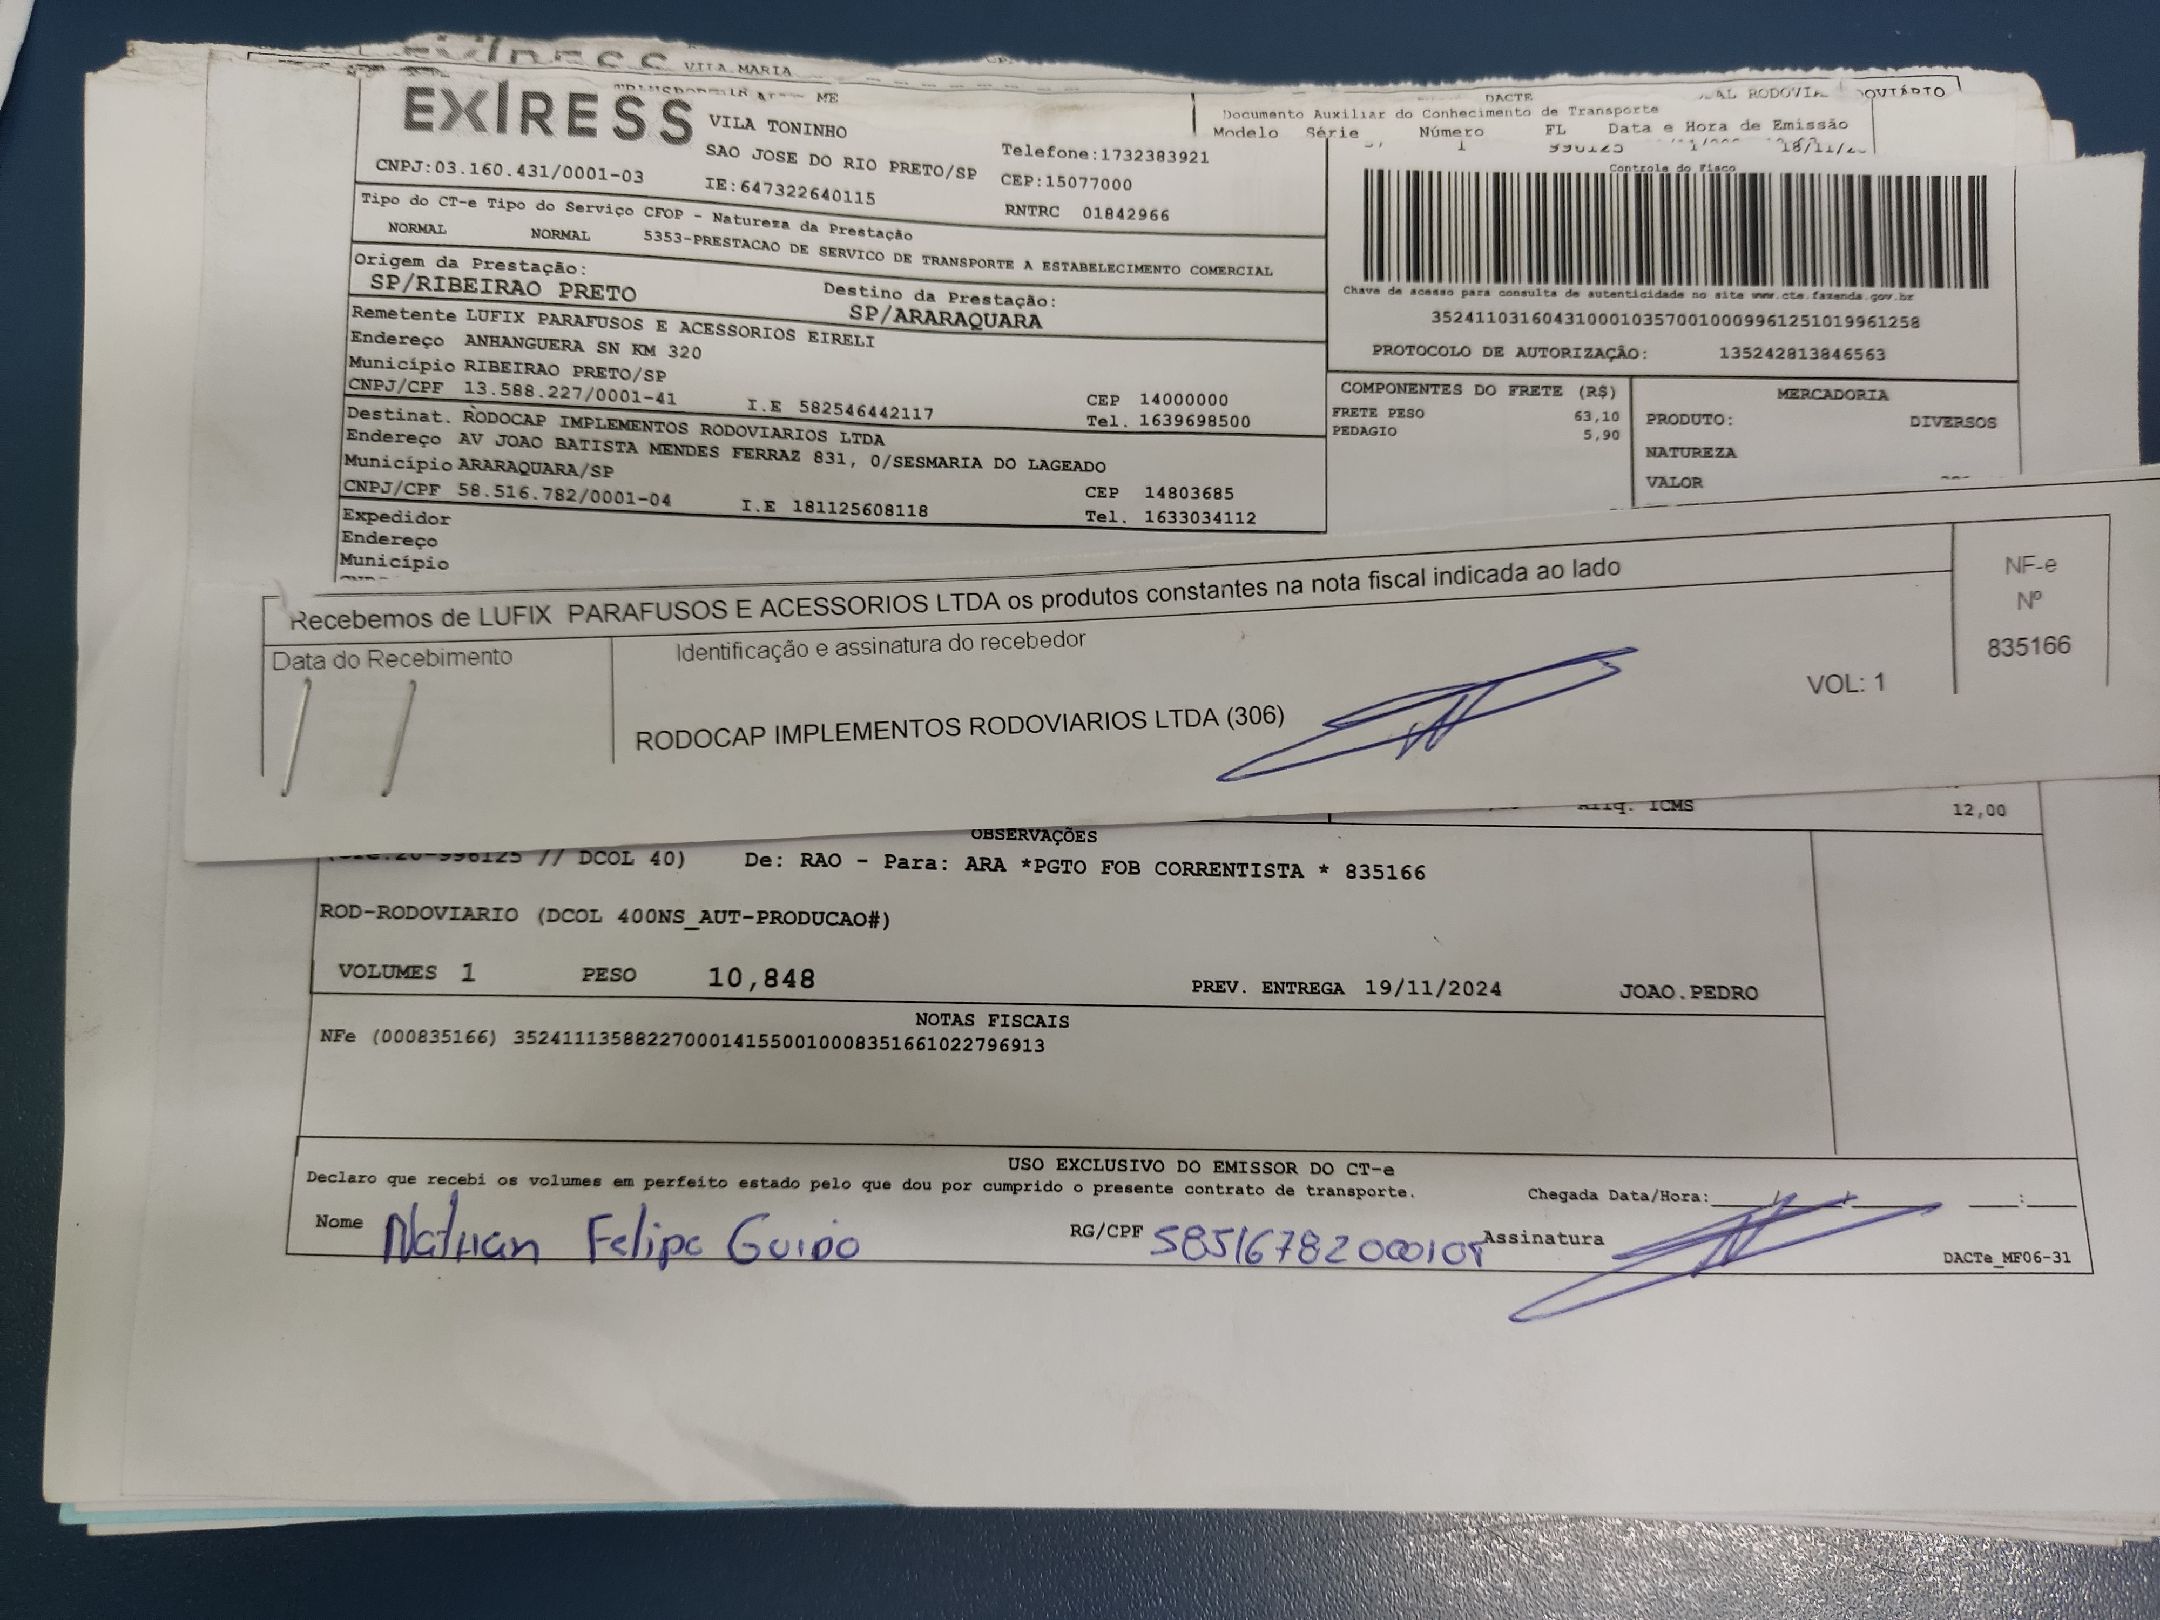 VILA MARIA
EXIRESS
ME
VILA TONINHO
SAO JOSE DO RIO PRETO/SP
CNPJ:03.160.431/0001-03
IE:647322640115
Telefone:1732383921
CEP:15077000
RNTRC 01842966
DACTE
Documento Auxiliar do Conhecimento de Transporte
Modelo Série Número FL Data e Hora de Emissão
1
Controle do Fisco
Tipo do CT-e Tipo do Serviço CFOP - Natureza da Prestação
NORMAL NORMAL 5353-PRESTACAO DE SERVICO DE TRANSPORTE A ESTABELECIMENTO COMERCIAL
Origem da Prestação:
SP/RIBEIRAO PRETO
Destino da Prestação:
SP/ARARAQUARA
Chave de acesso para consulta de autenticidade no site www.cte.fazenda.gov.br
35241103160431000103570010009961251019961258
PROTOCOLO DE AUTORIZAÇÃO: 135242813846563
Remetente LUFIX PARAFUSOS E ACESSORIOS EIRELI
Endereço ANHANGUERA SN KM 320
Município RIBEIRAO PRETO/SP
CNPJ/CPF 13.588.227/0001-41 I.E 582546442117
CEP 14000000
Tel. 1639698500
Destinat. RODOCAP IMPLEMENTOS RODOVIARIOS LTDA
Endereço AV JOAO BATISTA MENDES FERRAZ 831, 0/SESMARIA DO LAGEADO
Município ARARAQUARA/SP
CNPJ/CPF 58.516.782/0001-04 I.E 181125608118
CEP 14803685
Tel. 1633034112
Expedidor
Endereço
Município
COMPONENTES DO FRETE (R$)
FRETE PESO 63,10
PEDAGIO 5,90
MERCADORIA
PRODUTO: DIVERSOS
NATUREZA
VALOR
Recebemos de LUFIX PARAFUSOS E ACESSORIOS LTDA os produtos constantes na nota fiscal indicada ao lado
Data do Recebimento
Identificação e assinatura do recebedor
RODOCAP IMPLEMENTOS RODOVIARIOS LTDA (306)
VOL: 1
NF-e
Nº
835166
Aliq. ICMS 12,00
OBSERVAÇÕES
996125 // DCOL 40) De: RAO - Para: ARA *PGTO FOB CORRENTISTA * 835166
ROD-RODOVIARIO (DCOL 400NS_AUT-PRODUCAO#)
VOLUMES 1 PESO 10,848 PREV. ENTREGA 19/11/2024 JOAO.PEDRO
NOTAS FISCAIS
NFe (000835166) 35241113588227000141550010008351661022796913
USO EXCLUSIVO DO EMISSOR DO CT-e
Declaro que recebi os volumes em perfeito estado pelo que dou por cumprido o presente contrato de transporte. Chegada Data/Hora:
Nome Nathan Felipe Guido RG/CPF Assinatura
DACTe_MF06-31